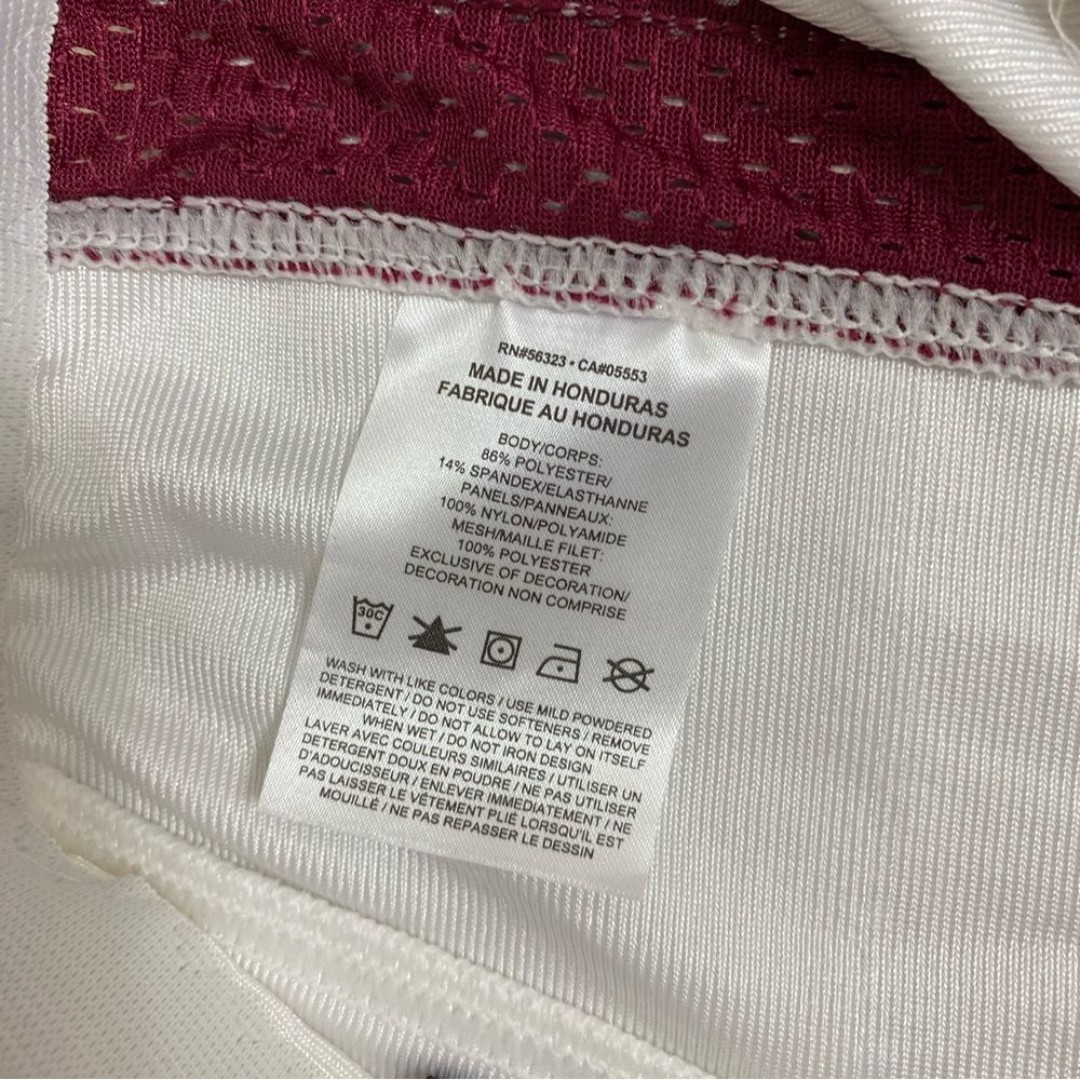 RN#56323 • CA#05553
MADE IN HONDURAS
FABRIQUE AU HONDURAS
BODY/CORPS:
86% POLYESTER/
14% SPANDEX/ELASTHANNE
PANELS/PANNEAUX:
100% NYLON/POLYAMIDE
MESH/MAILLE FILET:
100% POLYESTER
EXCLUSIVE OF DECORATION/
DECORATION NON COMPRISE
30C
WASH WITH LIKE COLORS / USE MILD POWDERED
DETERGENT / DO NOT USE SOFTENERS / REMOVE
IMMEDIATELY / DO NOT ALLOW TO LAY ON ITSELF
WHEN WET / DO NOT IRON DESIGN
LAVER AVEC COULEURS SIMILAIRES / UTILISER UN
DETERGENT DOUX EN POUDRE / NE PAS UTILISER
D'ADOUCISSEUR / ENLEVER IMMEDIATEMENT / NE
PAS LAISSER LE VÊTEMENT PLIÉ LORSQU'IL EST
MOUILLÉ / NE PAS REPASSER LE DESSIN